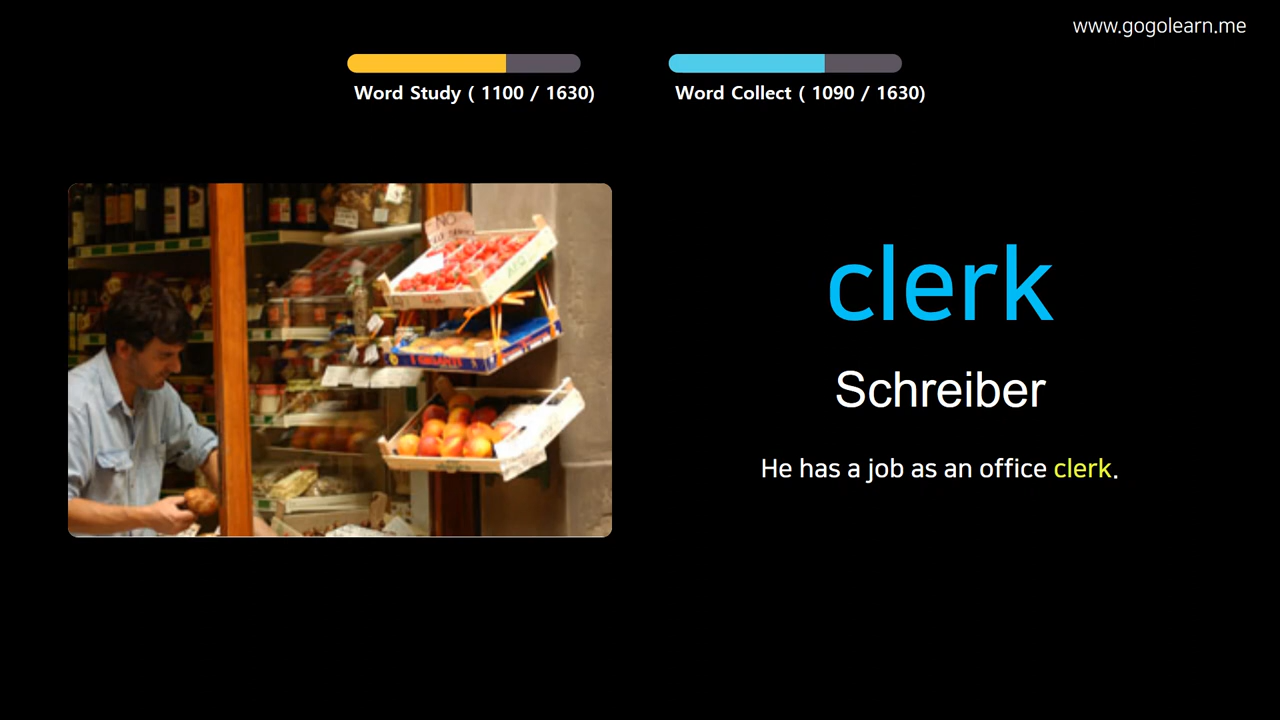 www.gogolearn.me
Word Study ( 1100 / 1630)
Word Collect ( 1090 / 1630)
NO
clerk
Schreiber
He has a job as an office clerk.